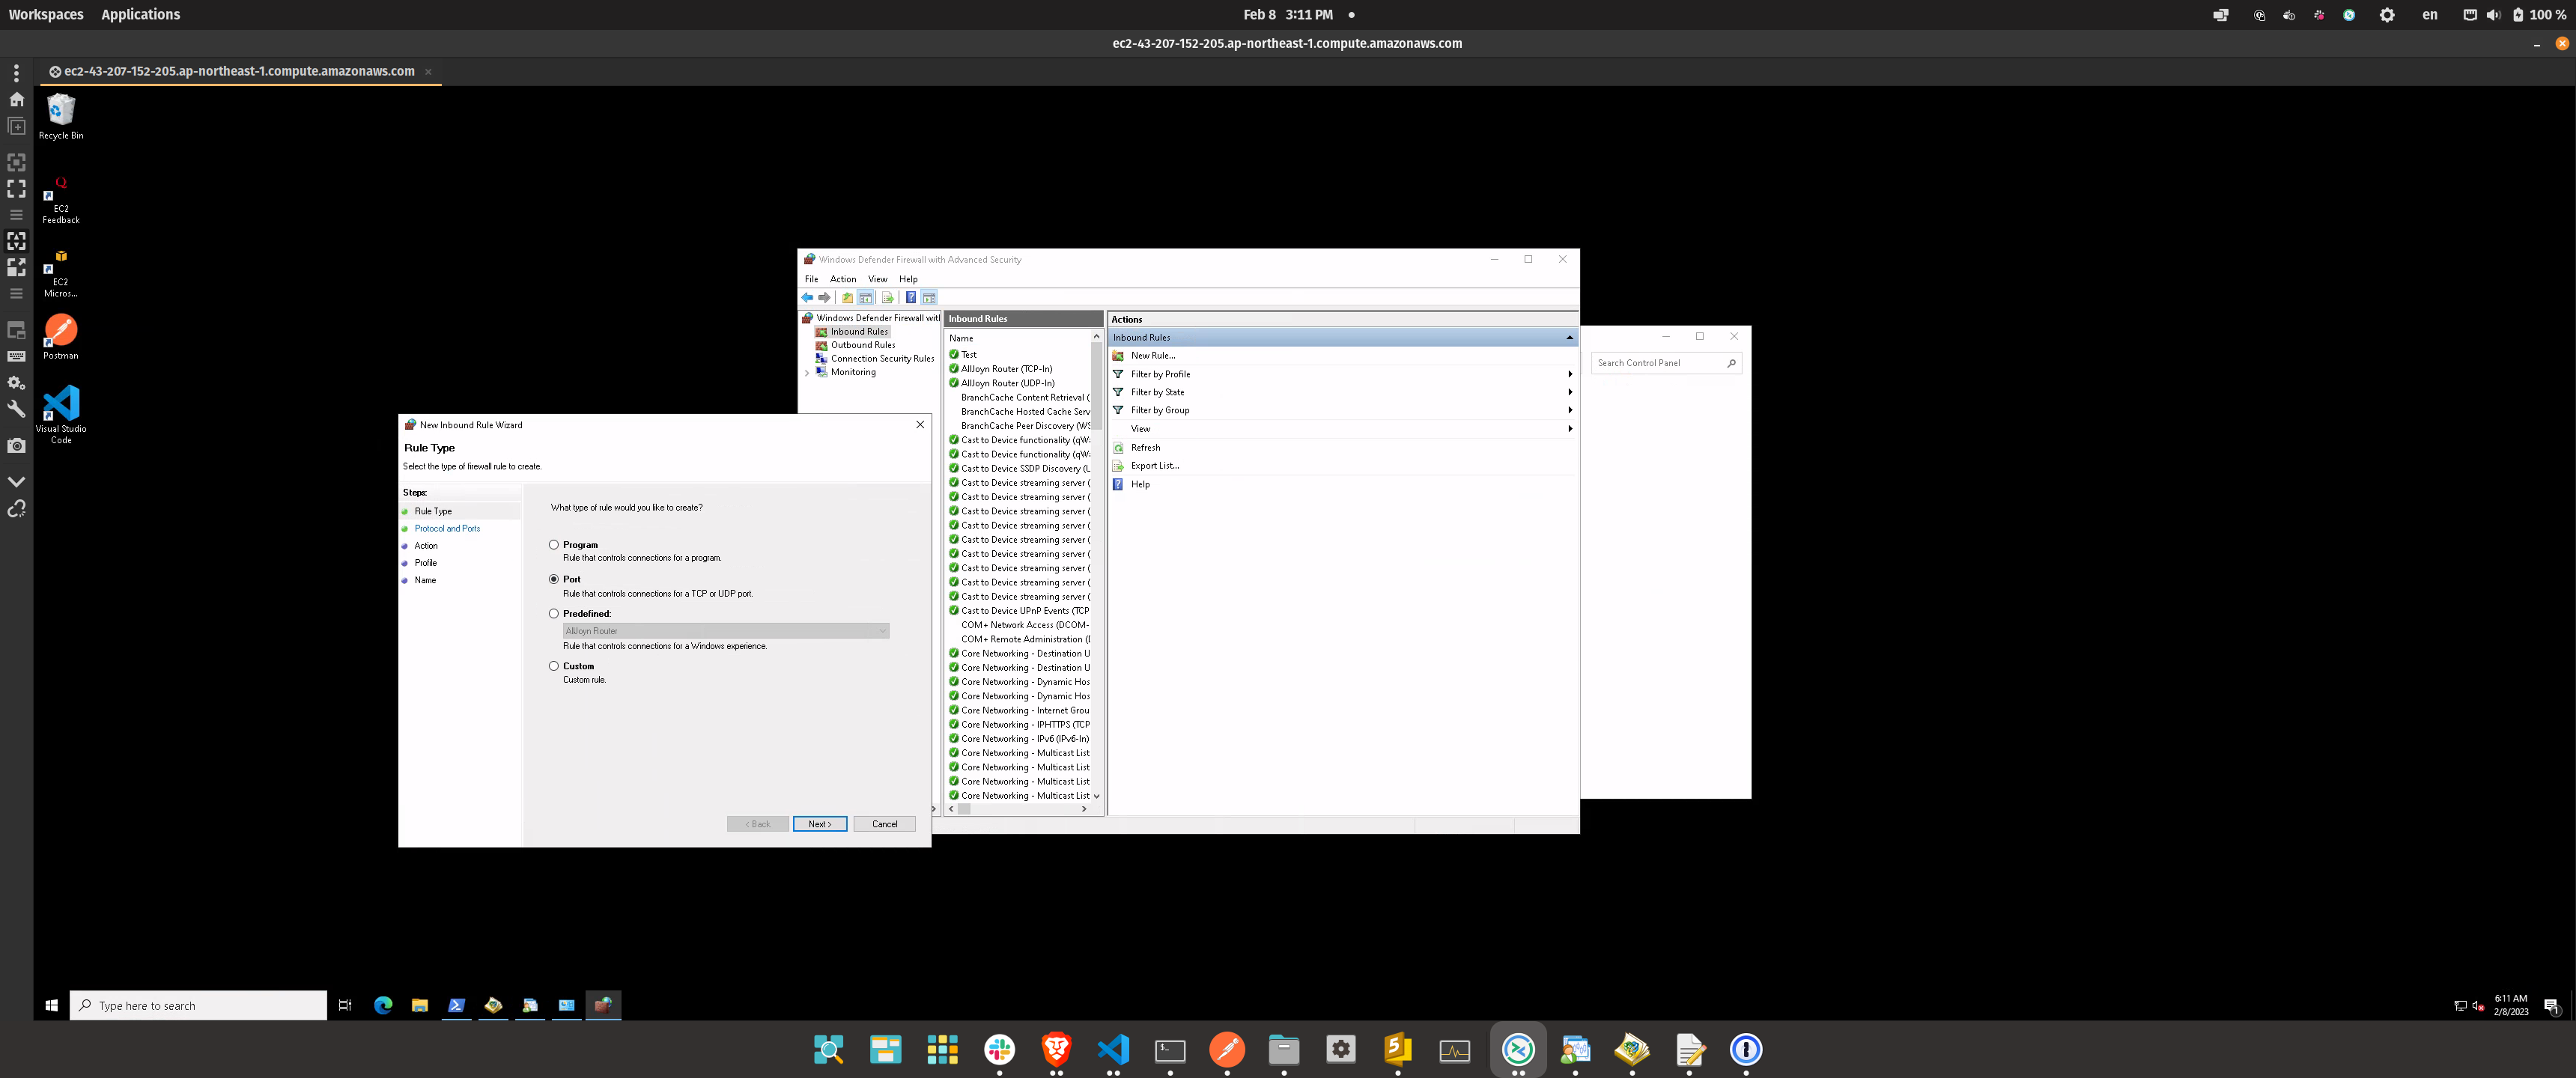 Workspaces Applications
Feb 8 3:11 PM
en
100 %
ec2-43-207-152-205.ap-northeast-1.compute.amazonaws.com
ec2-43-207-152-205.ap-northeast-1.compute.amazonaws.com
Recycle Bin
EC2
Feedback
EC2
Micros...
Postman
Visual Studio
Code
Windows Defender Firewall with Advanced Security
File Action View Help
Windows Defender Firewall with
Inbound Rules
Outbound Rules
Connection Security Rules
Monitoring
Inbound Rules
Name
Test
AllJoyn Router (TCP-In)
AllJoyn Router (UDP-In)
BranchCache Content Retrieval (
BranchCache Hosted Cache Serv
BranchCache Peer Discovery (WS
Cast to Device functionality (qWa
Cast to Device functionality (qWa
Cast to Device SSDP Discovery (U
Cast to Device streaming server (
Cast to Device streaming server (
Cast to Device streaming server (
Cast to Device streaming server (
Cast to Device streaming server (
Cast to Device streaming server (
Cast to Device streaming server (
Cast to Device streaming server (
Cast to Device streaming server (
Cast to Device UPnP Events (TCP
COM+ Network Access (DCOM-
COM+ Remote Administration (D
Core Networking - Destination U
Core Networking - Destination U
Core Networking - Dynamic Hos
Core Networking - Dynamic Hos
Core Networking - Internet Grou
Core Networking - IPHTTPS (TCP
Core Networking - IPv6 (IPv6-In)
Core Networking - Multicast List
Core Networking - Multicast List
Core Networking - Multicast List
Core Networking - Multicast List
Actions
Inbound Rules
New Rule...
Filter by Profile
Filter by State
Filter by Group
View
Refresh
Export List...
Help
Search Control Panel
New Inbound Rule Wizard
Rule Type
Select the type of firewall rule to create.
Steps:
Rule Type
Protocol and Ports
Action
Profile
Name
What type of rule would you like to create?
Program
Rule that controls connections for a program.
Port
Rule that controls connections for a TCP or UDP port.
Predefined:
AllJoyn Router
Rule that controls connections for a Windows experience.
Custom
Custom rule.
< Back Next > Cancel
Type here to search
6:11 AM
2/8/2023